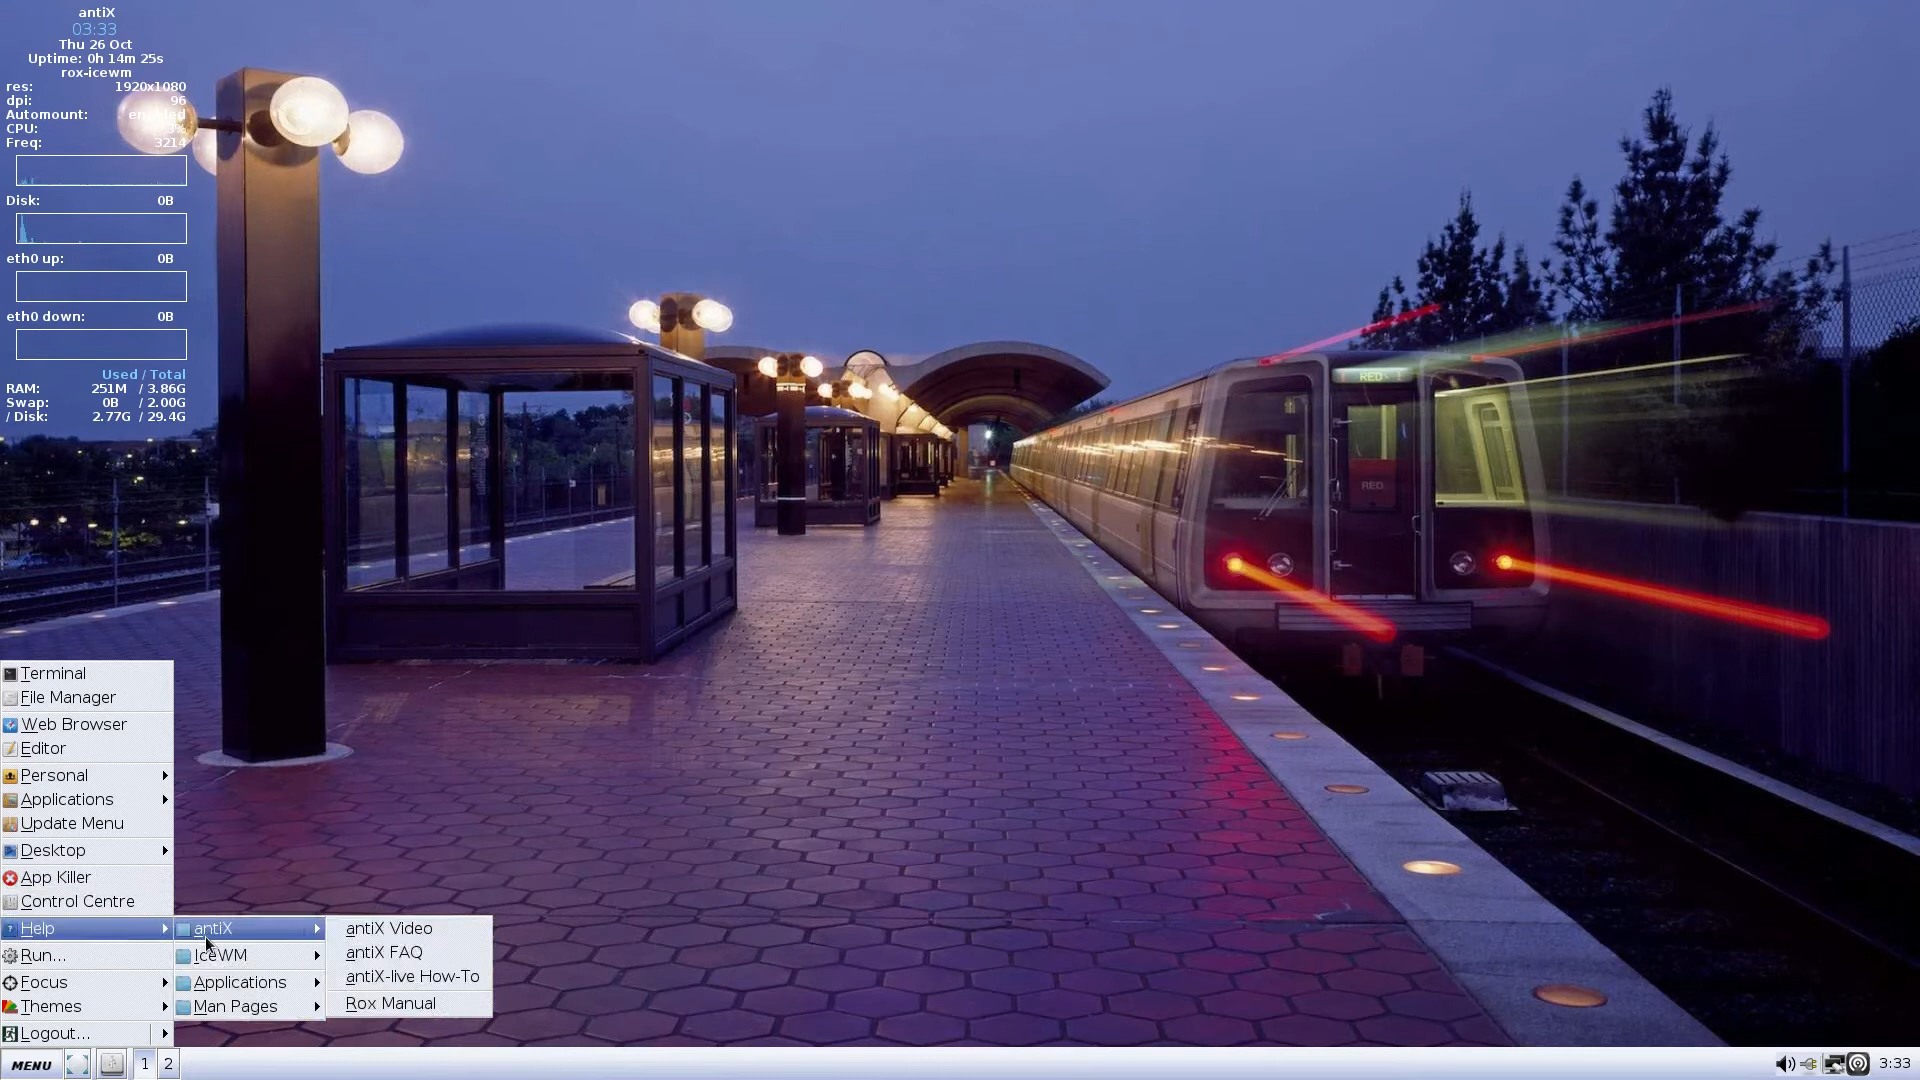 antiX
03:33
Thu 26 Oct
Uptime: 0h 14m 25s
rox-icewm
res: 1920x1080
dpi: 96
Automount: enabled
CPU: 3%
Freq: 3214
Disk: 0B
eth0 up: 0B
eth0 down: 0B
Used / Total
RAM: 251M / 3.86G
Swap: 0B / 2.00G
/ Disk: 2.77G / 29.4G
RED
RED
Terminal
File Manager
Web Browser
Editor
Personal
Applications
Update Menu
Desktop
App Killer
Control Centre
Help
Run...
Focus
Themes
Logout...
antiX
IceWM
Applications
Man Pages
antiX Video
antiX FAQ
antiX-live How-To
Rox Manual
MENU
1
2
3:33